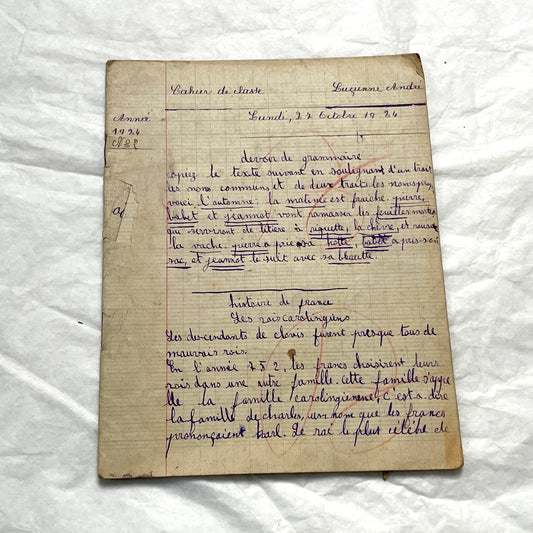 Cahier de classe
Luçienne André
Année
1924
Lundi, 27 Octobre 1924
devoir de grammaire
opiez le texte suivant en soulignant d'un trait
les noms communs et de deux traits les noms propr
voici l'automne. la matinée est fraîche. pierre,
babet et jeannot vont ramasser les feuilles mortes
qui serviront de litière à biquette, la chèvre, et rousse
la vache. pierre a pris sa hotte, babet a pris son
sac, et jeannot le suit avec sa brouette.
histoire de france
Les rois carolingiens
Les descendants de clovis furent presque tous de
mauvais rois.
En l'année 752, les francs choisirent leurs
rois dans une autre famille. cette famille s'appe
lle la famille carolingienne, c'est-à-dire
la famille de charles, un nom que les francs
prononçaient karl. Le roi le plus célèbre de